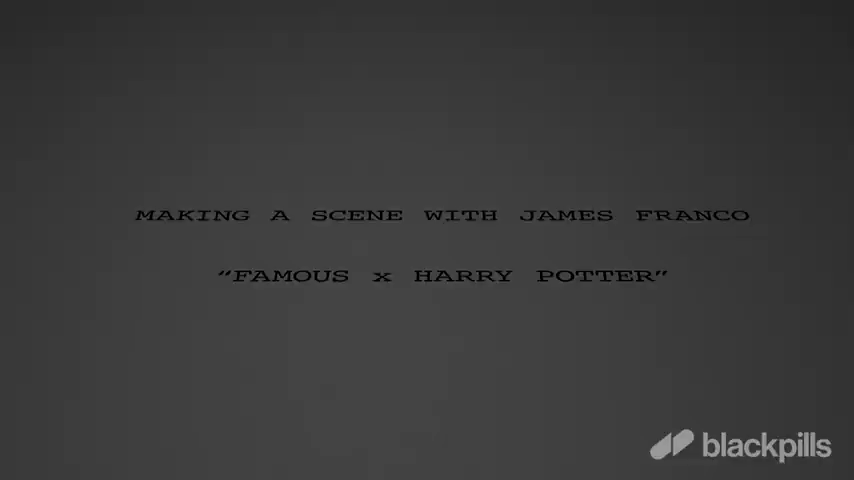 MAKING A SCENE WITH JAMES FRANCO
“FAMOUS x HARRY POTTER”
blackpills